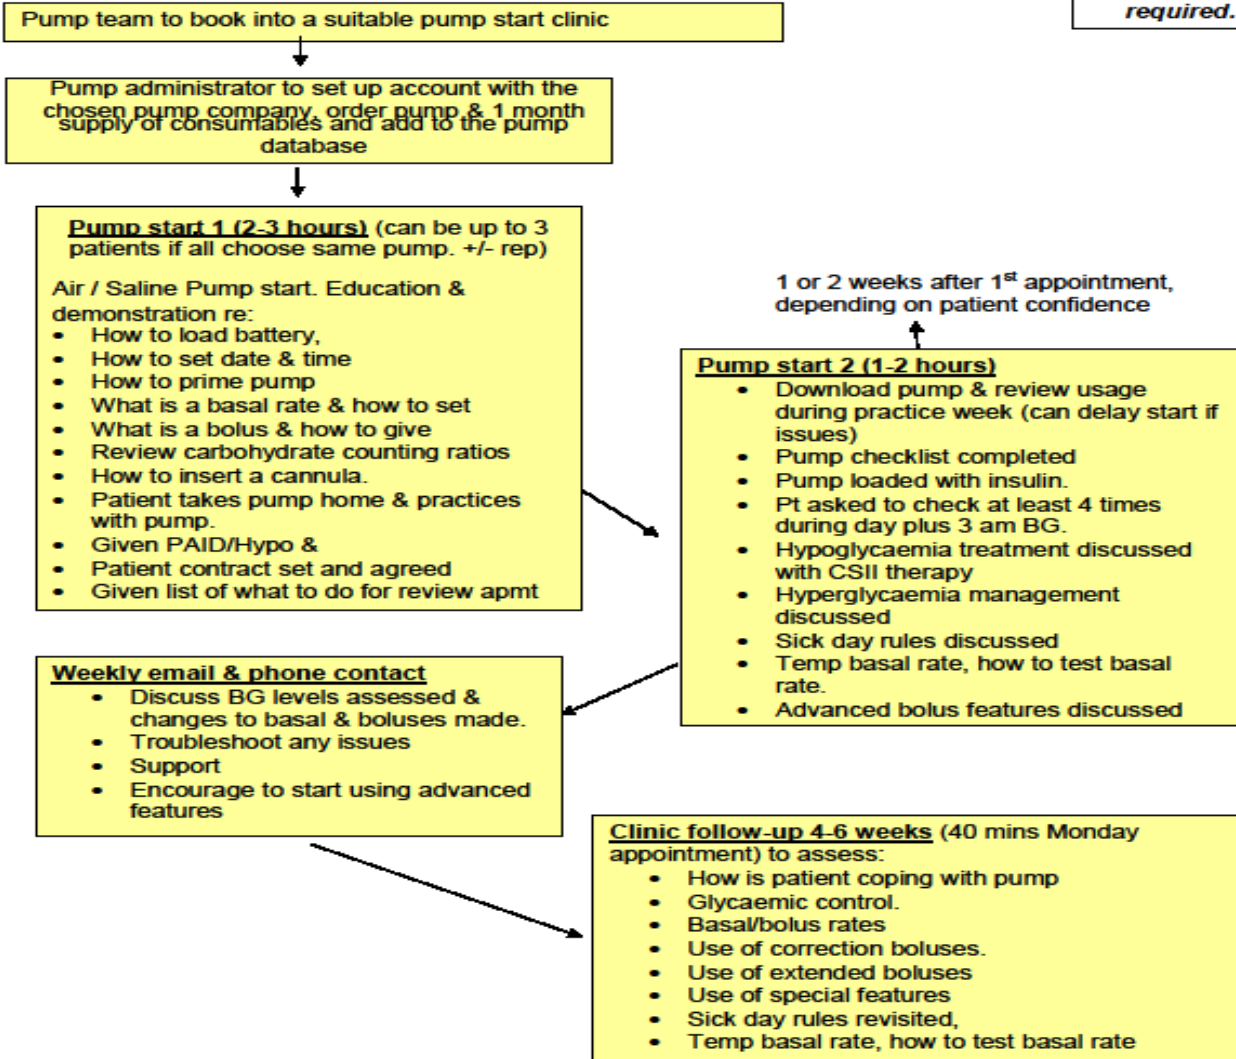 Pump team to book into a suitable pump start clinic
required.
Pump administrator to set up account with the
chosen pump company, order pump & 1 month
supply of consumables and add to the pump
database
Pump start 1 (2-3 hours) (can be up to 3
patients if all choose same pump. +/- rep)
Air / Saline Pump start. Education &
demonstration re:
• How to load battery,
• How to set date & time
• How to prime pump
• What is a basal rate & how to set
• What is a bolus & how to give
• Review carbohydrate counting ratios
• How to insert a cannula.
• Patient takes pump home & practices
with pump.
• Given PAID/Hypo &
• Patient contract set and agreed
• Given list of what to do for review apmt
1 or 2 weeks after 1st appointment,
depending on patient confidence
Pump start 2 (1-2 hours)
• Download pump & review usage
during practice week (can delay start if
issues)
• Pump checklist completed
• Pump loaded with insulin.
• Pt asked to check at least 4 times
during day plus 3 am BG.
• Hypoglycaemia treatment discussed
with CSII therapy
• Hyperglycaemia management
discussed
• Sick day rules discussed
• Temp basal rate, how to test basal
rate.
• Advanced bolus features discussed
Weekly email & phone contact
• Discuss BG levels assessed &
changes to basal & boluses made.
• Troubleshoot any issues
• Support
• Encourage to start using advanced
features
Clinic follow-up 4-6 weeks (40 mins Monday
appointment) to assess:
• How is patient coping with pump
• Glycaemic control.
• Basal/bolus rates
• Use of correction boluses.
• Use of extended boluses
• Use of special features
• Sick day rules revisited,
• Temp basal rate, how to test basal rate